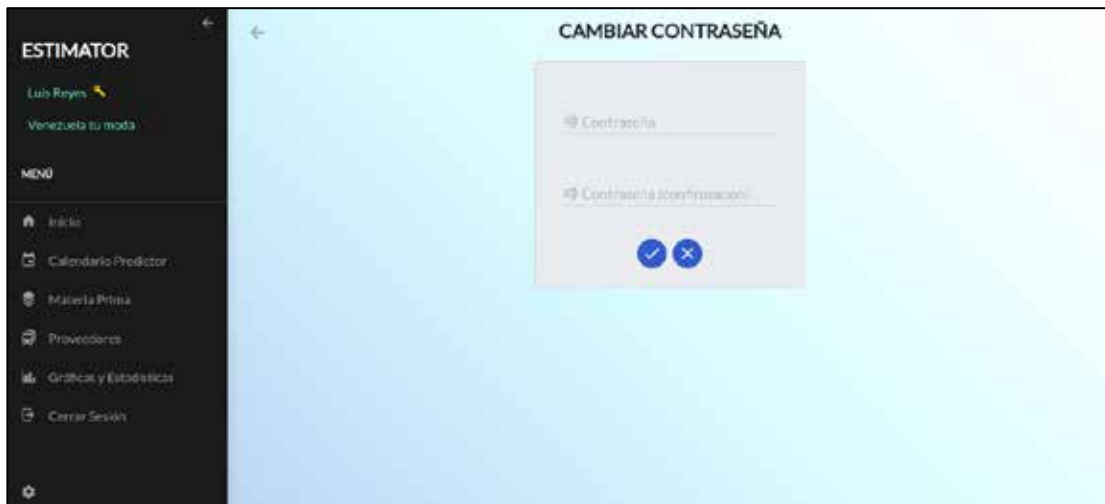 ESTIMATOR
Luis Reyes
Venezuela tu moda
MENÚ
Inicio
Calendario Predictor
Materia Prima
Proveedores
Gráficas y Estadísticas
Cerrar Sesión
CAMBIAR CONTRASEÑA
Contraseña
Contraseña (confirmación)